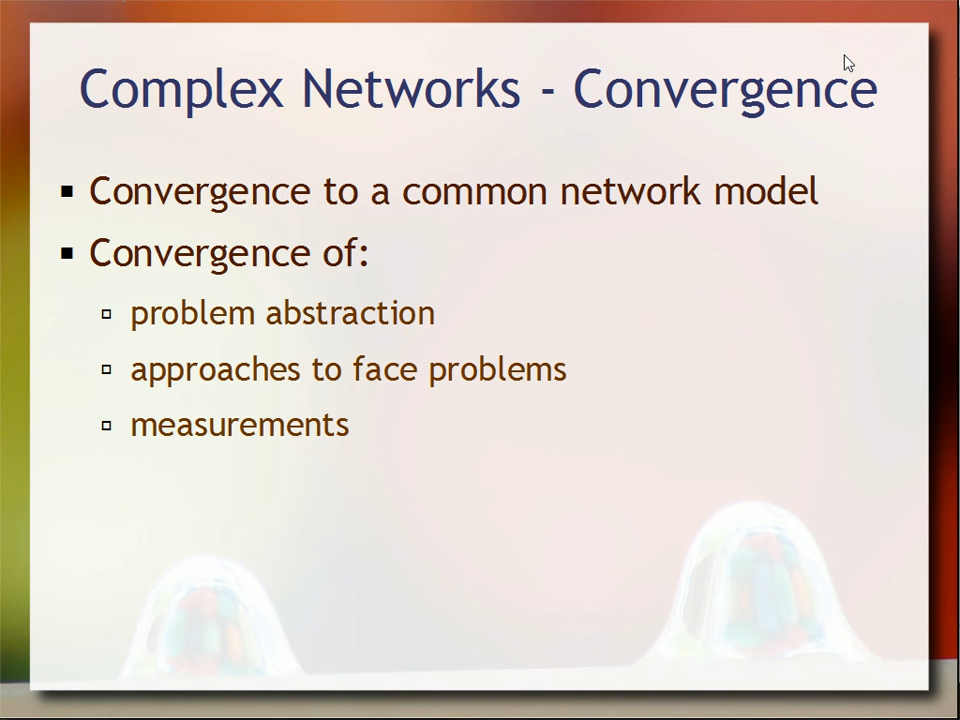 Complex Networks - Convergence
Convergence to a common network model
Convergence of:
problem abstraction
approaches to face problems
measurements